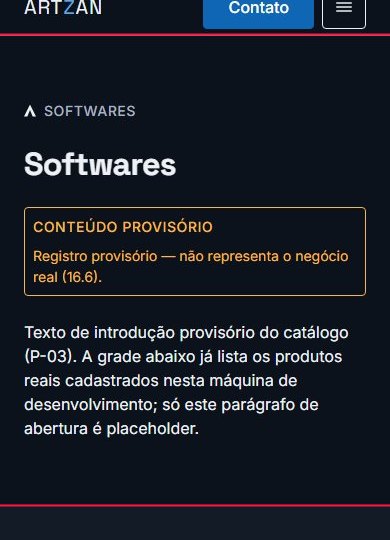 ARTZAN
Contato
SOFTWARES
Softwares
CONTEÚDO PROVISÓRIO
Registro provisório — não representa o negócio
real (16.6).
Texto de introdução provisório do catálogo
(P-03). A grade abaixo já lista os produtos
reais cadastrados nesta máquina de
desenvolvimento; só este parágrafo de
abertura é placeholder.